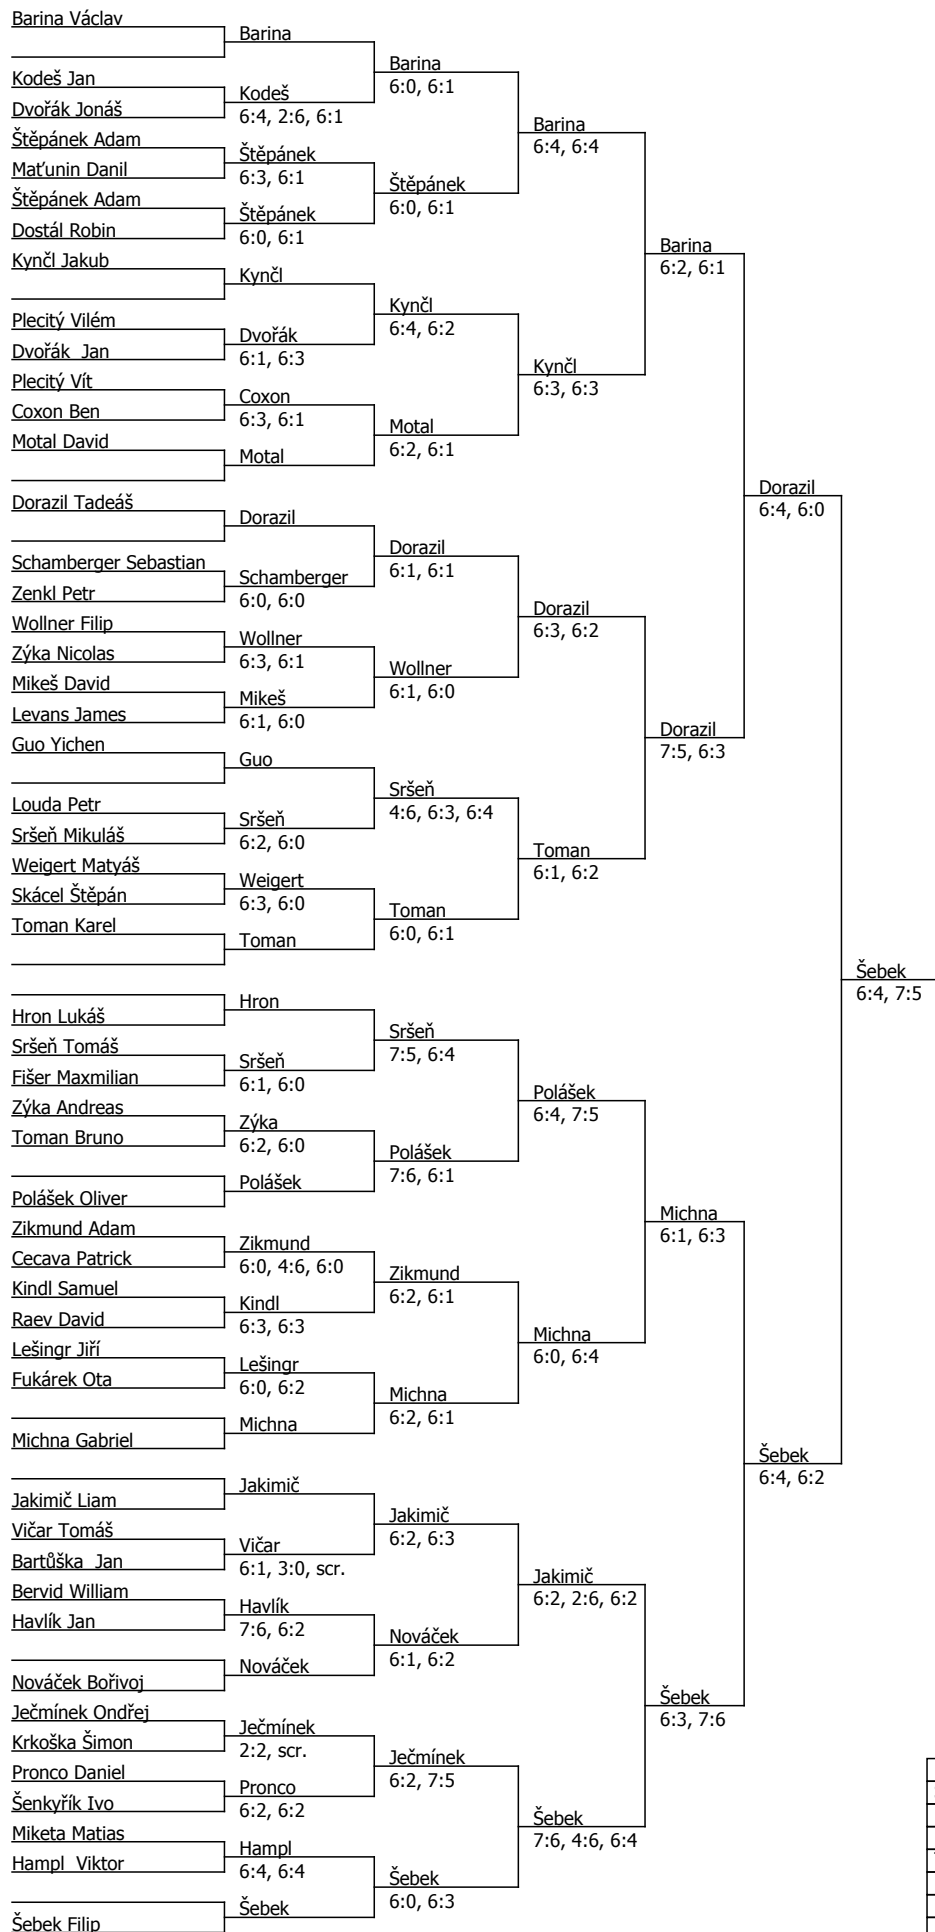 Barina Václav
Kodeš Jan
Dvořák Jonáš
Štěpánek Adam
Maťunin Danil
Štěpánek Adam
Dostál Robin
Kynčl Jakub
Plecitý Vilém
Dvořák  Jan
Plecitý Vít
Coxon Ben
Motal David
Dorazil Tadeáš
Schamberger Sebastian
Zenkl Petr
Wollner Filip
Zýka Nicolas
Mikeš David
Levans James
Guo Yichen
Louda Petr
Sršeň Mikuláš
Weigert Matyáš
Skácel Štěpán
Toman Karel
Hron Lukáš
Sršeň Tomáš
Fišer Maxmilian
Zýka Andreas
Toman Bruno
Polášek Oliver
Zikmund Adam
Cecava Patrick
Kindl Samuel
Raev David
Lešingr Jiří
Fukárek Ota
Michna Gabriel
Jakimič Liam
Vičar Tomáš
Bartůška  Jan
Bervid William
Havlík Jan
Nováček Bořivoj
Ječmínek Ondřej
Krkoška Šimon
Pronco Daniel
Šenkyřík Ivo
Miketa Matias
Hampl  Viktor
Šebek Filip
Barina
Kodeš
6:4, 2:6, 6:1
Štěpánek
6:3, 6:1
Štěpánek
6:0, 6:1
Kynčl
Dvořák
6:1, 6:3
Coxon
6:3, 6:1
Motal
Dorazil
Schamberger
6:0, 6:0
Wollner
6:3, 6:1
Mikeš
6:1, 6:0
Guo
Sršeň
6:2, 6:0
Weigert
6:3, 6:0
Toman
Hron
Sršeň
6:1, 6:0
Zýka
6:2, 6:0
Polášek
Zikmund
6:0, 4:6, 6:0
Kindl
6:3, 6:3
Lešingr
6:0, 6:2
Michna
Jakimič
Vičar
6:1, 3:0, scr.
Havlík
7:6, 6:2
Nováček
Ječmínek
2:2, scr.
Pronco
6:2, 6:2
Hampl
6:4, 6:4
Šebek
Barina
6:0, 6:1
Štěpánek
6:0, 6:1
Kynčl
6:4, 6:2
Motal
6:2, 6:1
Dorazil
6:1, 6:1
Wollner
6:1, 6:0
Sršeň
4:6, 6:3, 6:4
Toman
6:0, 6:1
Sršeň
7:5, 6:4
Polášek
7:6, 6:1
Zikmund
6:2, 6:1
Michna
6:2, 6:1
Jakimič
6:2, 6:3
Nováček
6:1, 6:2
Ječmínek
6:2, 7:5
Šebek
6:0, 6:3
Barina
6:4, 6:4
Kynčl
6:3, 6:3
Dorazil
6:3, 6:2
Toman
6:1, 6:2
Polášek
6:4, 7:5
Michna
6:0, 6:4
Jakimič
6:2, 2:6, 6:2
Šebek
7:6, 4:6, 6:4
Barina
6:2, 6:1
Dorazil
7:5, 6:3
Michna
6:1, 6:3
Šebek
6:3, 7:6
Dorazil
6:4, 6:0
Šebek
6:4, 6:2
Šebek
6:4, 7:5